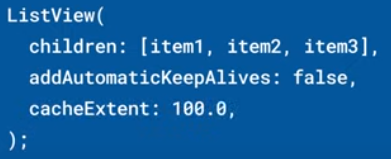 ListView(
  children: [item1, item2, item3],
  addAutomaticKeepAlives: false,
  cacheExtent: 100.0,
);